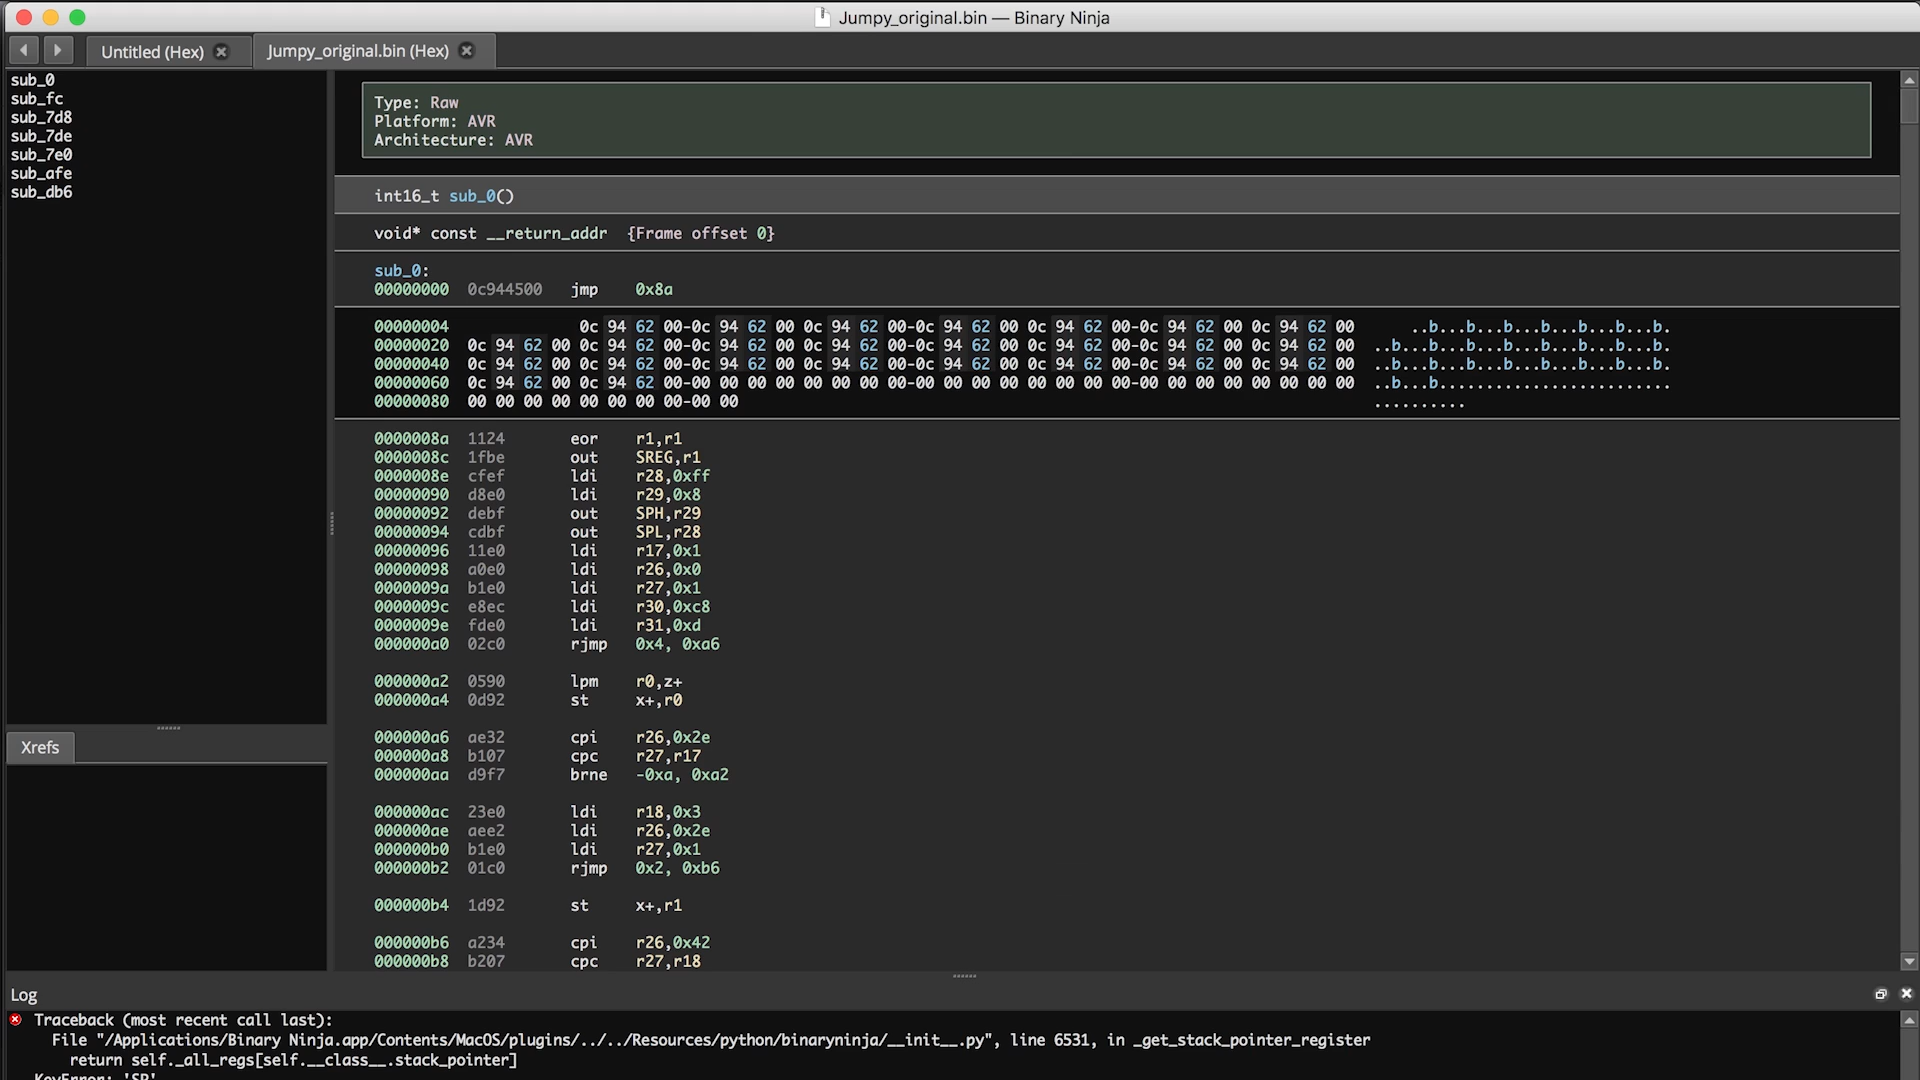 Jumpy_original.bin — Binary Ninja
Untitled (Hex)
Jumpy_original.bin (Hex)
sub_0
sub_fc
sub_7d8
sub_7de
sub_7e0
sub_afe
sub_db6
Type: Raw
Platform: AVR
Architecture: AVR
int16_t sub_0()
void* const __return_addr {Frame offset 0}
sub_0:
00000000 0c944500 jmp 0x8a
00000004 0c 94 62 00-0c 94 62 00 0c 94 62 00-0c 94 62 00 0c 94 62 00-0c 94 62 00 0c 94 62 00 ..b...b...b...b...b...b...b.
00000020 0c 94 62 00 0c 94 62 00-0c 94 62 00 0c 94 62 00-0c 94 62 00 0c 94 62 00-0c 94 62 00 0c 94 62 00 ..b...b...b...b...b...b...b...b.
00000040 0c 94 62 00 0c 94 62 00-0c 94 62 00 0c 94 62 00-0c 94 62 00 0c 94 62 00-0c 94 62 00 0c 94 62 00 ..b...b...b...b...b...b...b...b.
00000060 0c 94 62 00 0c 94 62 00-00 00 00 00 00 00 00 00-00 00 00 00 00 00 00 00-00 00 00 00 00 00 00 00 ..b...b.........................
00000080 00 00 00 00 00 00 00 00-00 00 ..........
0000008a 1124 eor r1,r1
0000008c 1fbe out SREG,r1
0000008e cfef ldi r28,0xff
00000090 d8e0 ldi r29,0x8
00000092 debf out SPH,r29
00000094 cdbf out SPL,r28
00000096 11e0 ldi r17,0x1
00000098 a0e0 ldi r26,0x0
0000009a b1e0 ldi r27,0x1
0000009c e8ec ldi r30,0xc8
0000009e fde0 ldi r31,0xd
000000a0 02c0 rjmp 0x4, 0xa6
000000a2 0590 lpm r0,z+
000000a4 0d92 st x+,r0
000000a6 ae32 cpi r26,0x2e
000000a8 b107 cpc r27,r17
000000aa d9f7 brne -0xa, 0xa2
000000ac 23e0 ldi r18,0x3
000000ae aee2 ldi r26,0x2e
000000b0 b1e0 ldi r27,0x1
000000b2 01c0 rjmp 0x2, 0xb6
000000b4 1d92 st x+,r1
000000b6 a234 cpi r26,0x42
000000b8 b207 cpc r27,r18
Xrefs
Log
Traceback (most recent call last):
File "/Applications/Binary Ninja.app/Contents/MacOS/plugins/../../Resources/python/binaryninja/__init__.py", line 6531, in _get_stack_pointer_register
return self._all_regs[self.__class__.stack_pointer]
KeyError: 'SP'